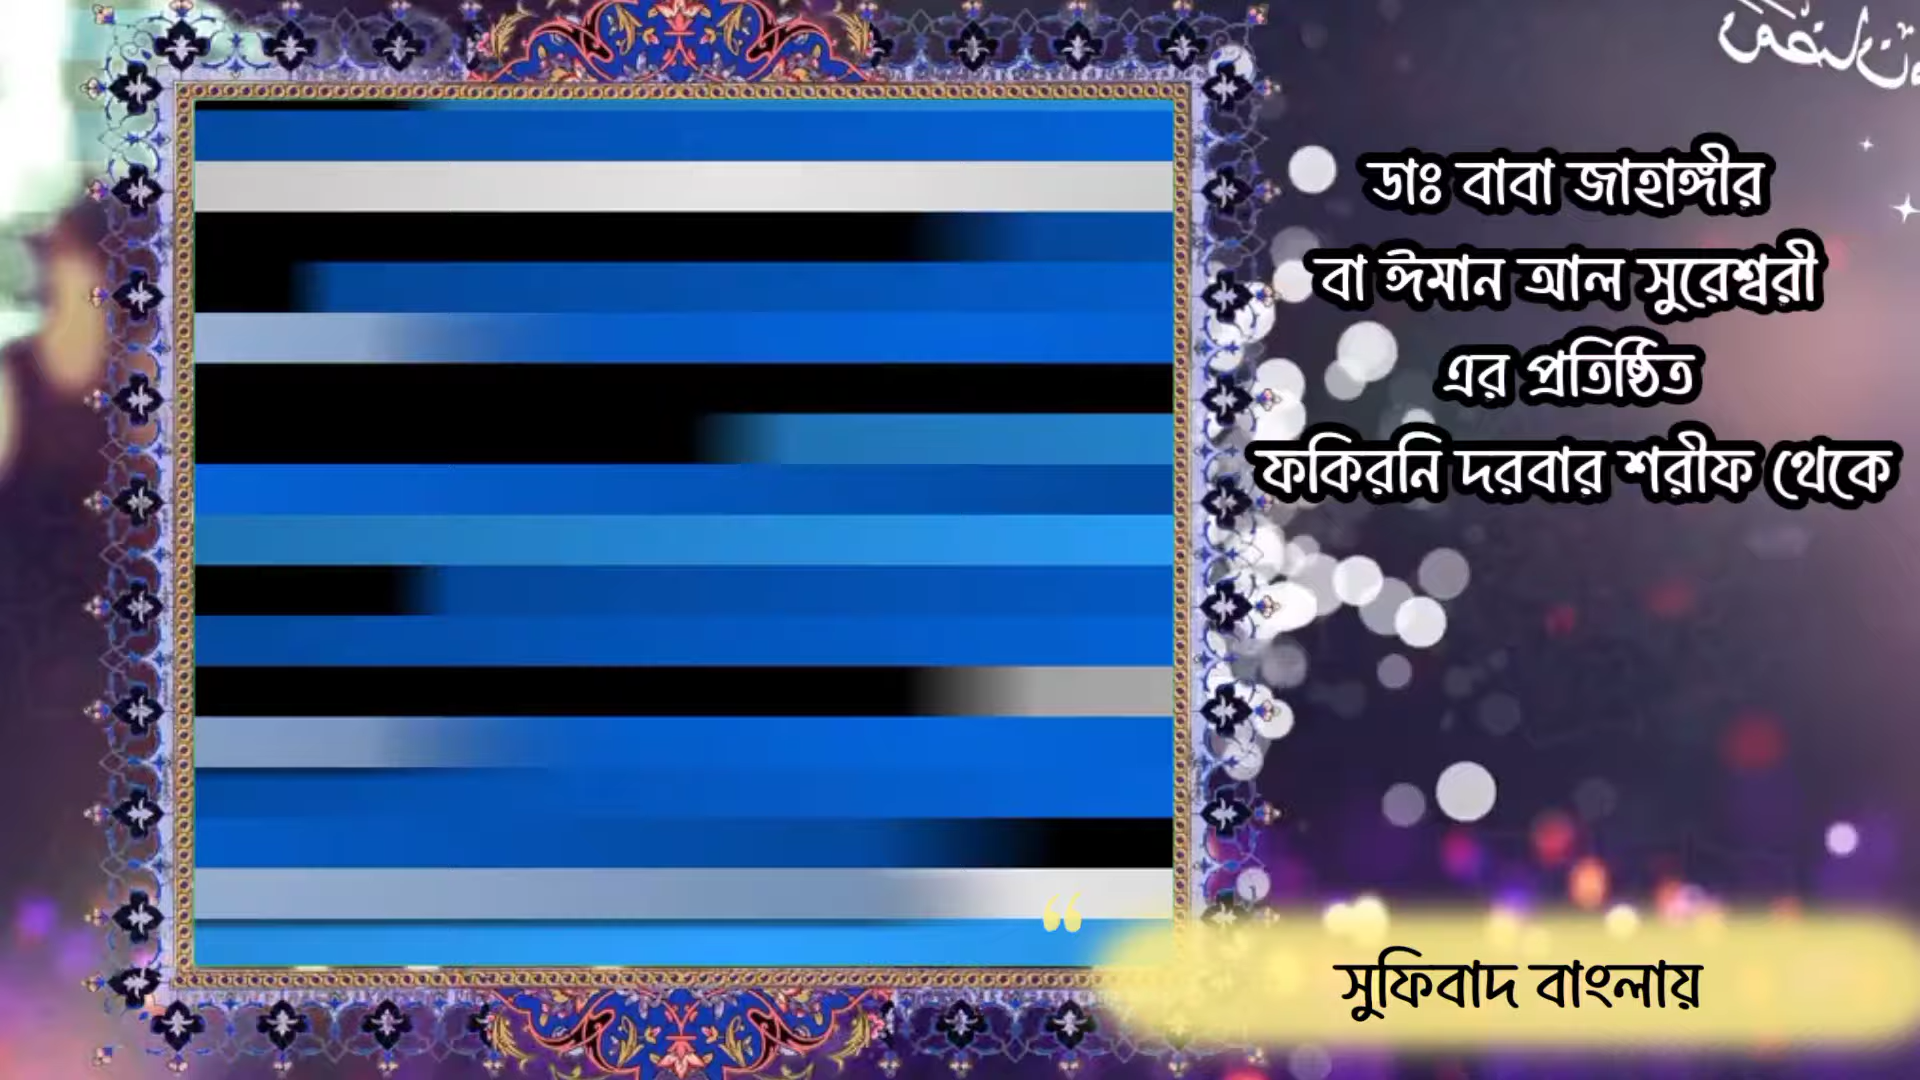 ডাঃ বাবা জাহাঙ্গীর
বা ঈমান আল সুরেশ্বরী
এর প্রতিষ্ঠিত
ফকিরনি দরবার শরীফ থেকে
“
সুফিবাদ বাংলায়